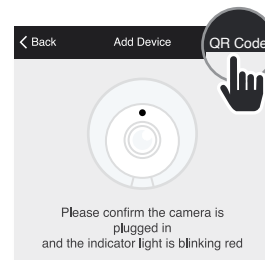 Back Add Device QR Code
Please confirm the camera is
plugged in
and the indicator light is blinking red